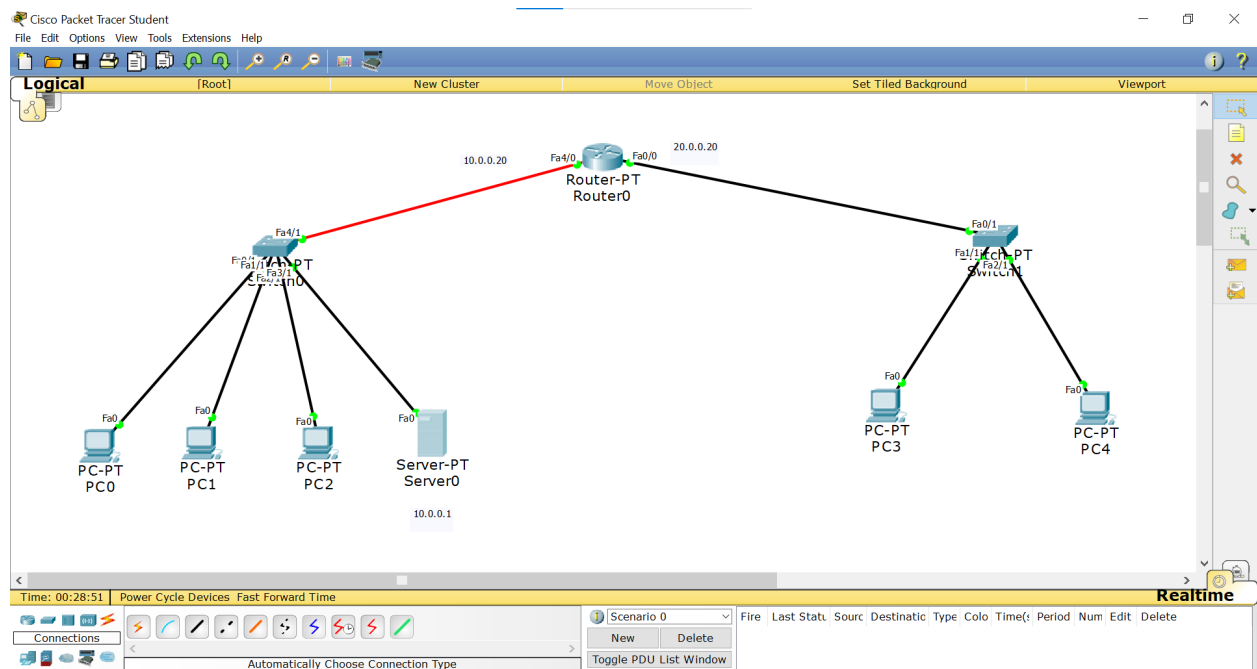 Cisco Packet Tracer Student
File Edit Options View Tools Extensions Help
Logical [Root] New Cluster Move Object Set Tiled Background Viewport
10.0.0.20 Fa4/0 Fa0/0 20.0.0.20
Router-PT
Router0
Fa4/1
Fa0/1
Fa1/1
Fa3/1
Fa1/1
Fa2/1
Switch1
Fa0 Fa0 Fa0 Fa0
PC-PT
PC0
PC-PT
PC1
PC-PT
PC2
Server-PT
Server0
10.0.0.1
Fa0 Fa0
PC-PT
PC3
PC-PT
PC4
Time: 00:28:51 Power Cycle Devices Fast Forward Time Realtime
Connections
Automatically Choose Connection Type
Scenario 0
New Delete
Toggle PDU List Window
Fire Last Statu Sourc Destinatic Type Colo Time(s Period Num Edit Delete